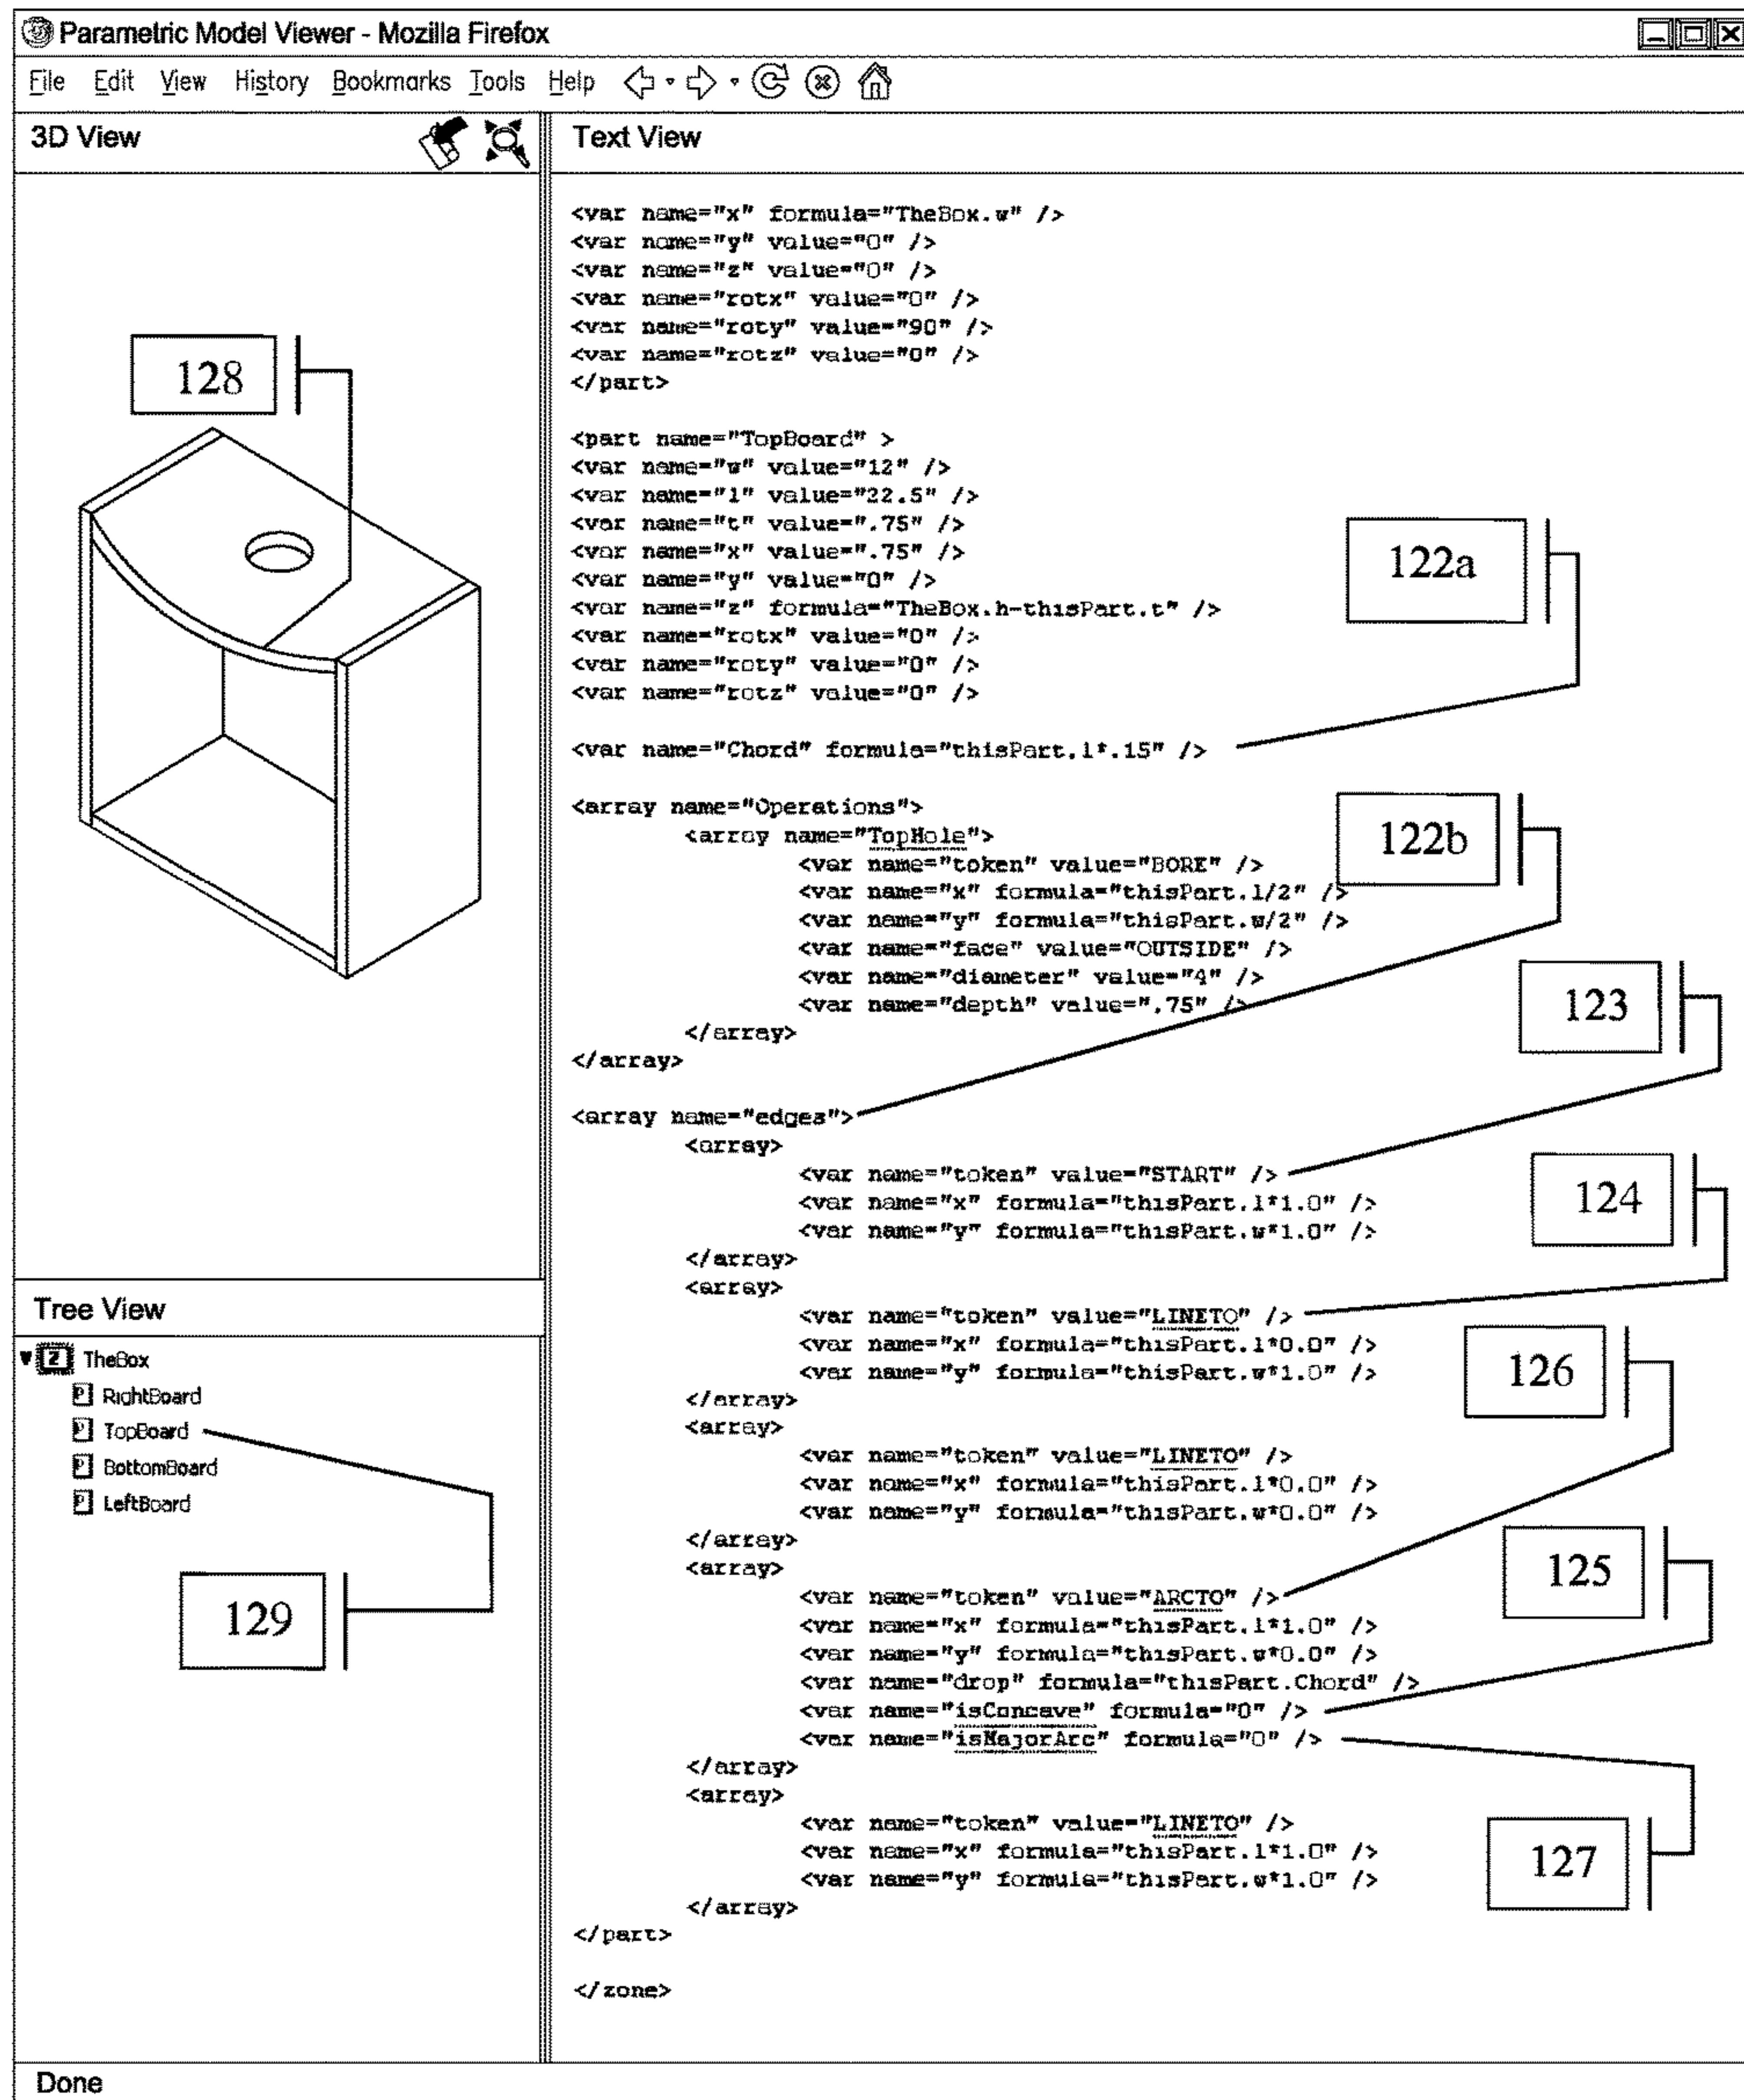 Parametric Model Viewer - Mozilla Firefox
File Edit View History Bookmarks Tools Help
3D View
128
Tree View
TheBox
RightBoard
TopBoard
BottomBoard
LeftBoard
129
Text View
<var name="x" formula="TheBox.w" />
<var name="y" value="0" />
<var name="z" value="0" />
<var name="rotx" value="0" />
<var name="roty" value="90" />
<var name="rotz" value="0" />
</part>
<part name="TopBoard" >
<var name="w" value="12" />
<var name="l" value="22.5" />
<var name="t" value=".75" />
<var name="x" value=".75" />
<var name="y" value="0" />
<var name="z" formula="TheBox.h-thisPart.t" />
<var name="rotx" value="0" />
<var name="roty" value="0" />
<var name="rotz" value="0" />
122a
<var name="Chord" formula="thisPart.l*.15" />
<array name="Operations">
<array name="TopHole">
<var name="token" value="BORE" />
<var name="x" formula="thisPart.l/2" />
<var name="y" formula="thisPart.w/2" />
<var name="face" value="OUTSIDE" />
<var name="diameter" value="4" />
<var name="depth" value=".75" />
</array>
</array>
122b
<array name="edges">
<array>
<var name="token" value="START" />
<var name="x" formula="thisPart.l*1.0" />
<var name="y" formula="thisPart.w*1.0" />
</array>
123
<array>
<var name="token" value="LINETO" />
<var name="x" formula="thisPart.l*0.0" />
<var name="y" formula="thisPart.w*1.0" />
</array>
124
<array>
<var name="token" value="LINETO" />
<var name="x" formula="thisPart.l*0.0" />
<var name="y" formula="thisPart.w*0.0" />
</array>
126
<array>
<var name="token" value="ARCTO" />
<var name="x" formula="thisPart.l*1.0" />
<var name="y" formula="thisPart.w*0.0" />
<var name="drop" formula="thisPart.Chord" />
<var name="isConcave" formula="0" />
<var name="isMajorArc" formula="0" />
</array>
125
<array>
<var name="token" value="LINETO" />
<var name="x" formula="thisPart.l*1.0" />
<var name="y" formula="thisPart.w*1.0" />
</array>
127
</part>
</zone>
Done